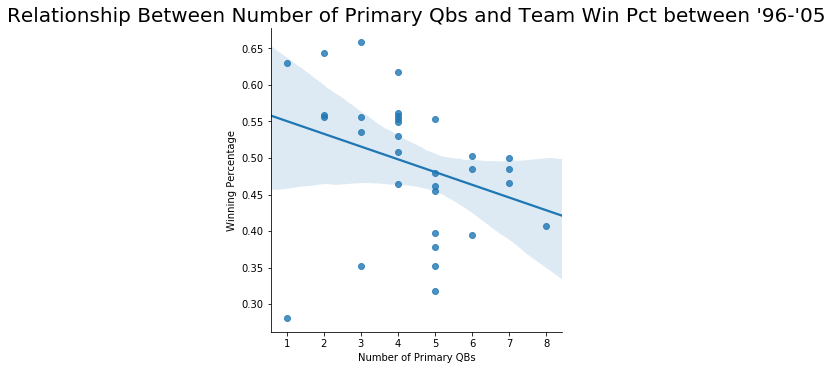 Relationship Between Number of Primary Qbs and Team Win Pct between '96-'05
0.65
0.60
0.55
0.50
0.45
0.40
0.35
0.30
Winning Percentage
1 2 3 4 5 6 7 8
Number of Primary QBs